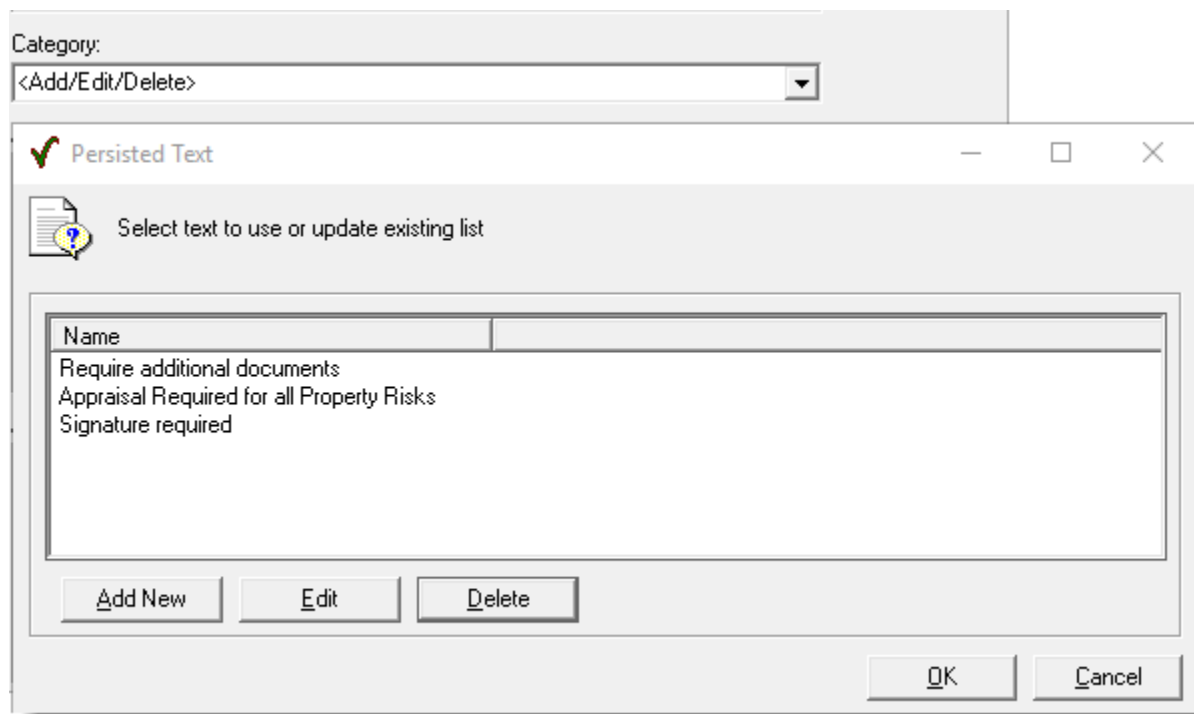 Category:
<Add/Edit/Delete>
Persisted Text
?
Select text to use or update existing list
Name
Require additional documents
Appraisal Required for all Property Risks
Signature required
Add New
Edit
Delete
OK
Cancel